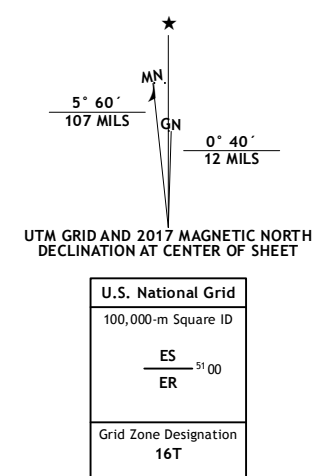 ★
MN
5° 60´
107 MILS
GN
0° 40´
12 MILS
UTM GRID AND 2017 MAGNETIC NORTH
DECLINATION AT CENTER OF SHEET
U.S. National Grid
100,000-m Square ID
ES
51 00
ER
Grid Zone Designation
16T